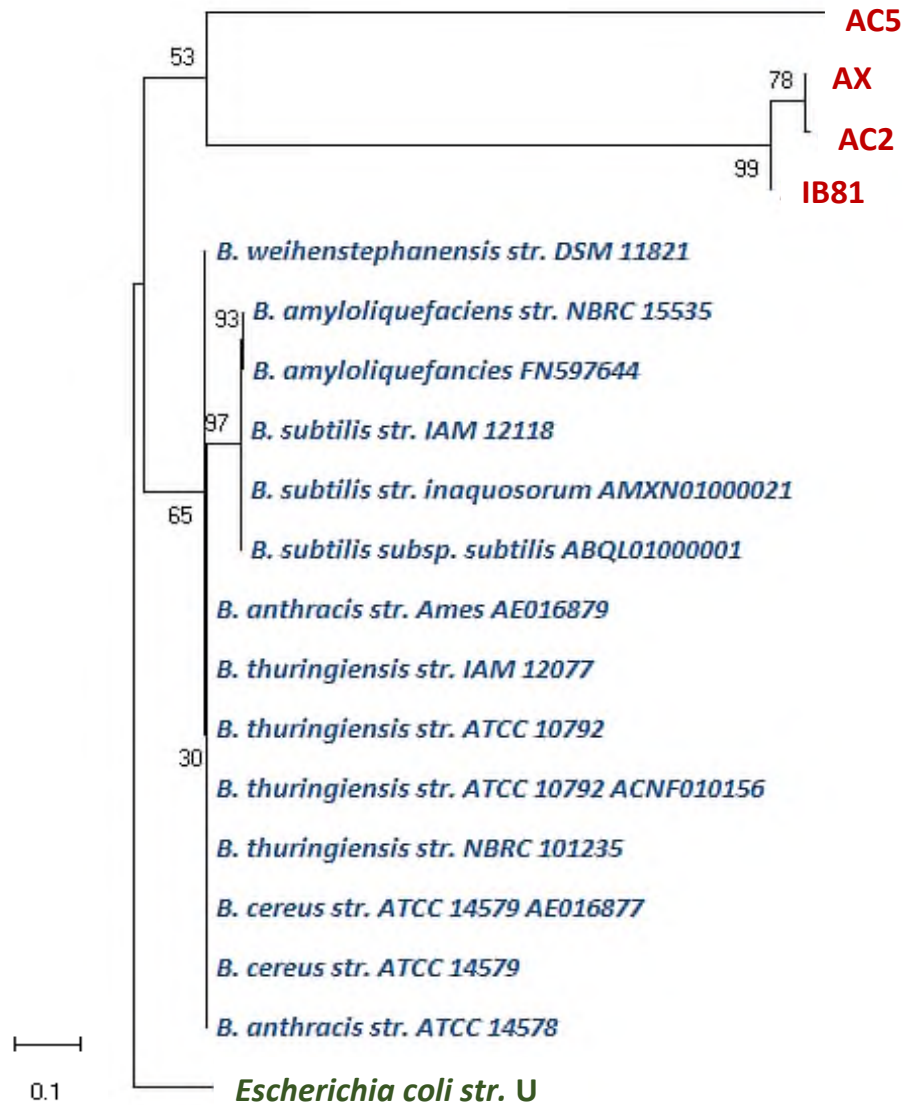 AC5
53
78
AX
AC2
99
IB81
B. weihenstephanensis str. DSM 11821
93
B. amyloliquefaciens str. NBRC 15535
B. amyloliquefancies FN597644
97
B. subtilis str. IAM 12118
B. subtilis str. inaquosorum AMXN01000021
65
B. subtilis subsp. subtilis ABQL01000001
B. anthracis str. Ames AE016879
B. thuringiensis str. IAM 12077
B. thuringiensis str. ATCC 10792
30
B. thuringiensis str. ATCC 10792 ACNF010156
B. thuringiensis str. NBRC 101235
B. cereus str. ATCC 14579 AE016877
B. cereus str. ATCC 14579
B. anthracis str. ATCC 14578
0.1
Escherichia coli str. U